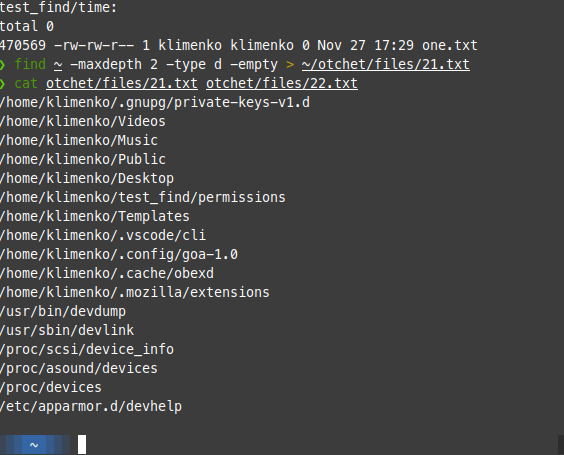 test_find/time:
total 0
470569 -rw-rw-r-- 1 klimenko klimenko 0 Nov 27 17:29 one.txt
❯ find ~ -maxdepth 2 -type d -empty > ~/otchet/files/21.txt
❯ cat otchet/files/21.txt otchet/files/22.txt
/home/klimenko/.gnupg/private-keys-v1.d
/home/klimenko/Videos
/home/klimenko/Music
/home/klimenko/Public
/home/klimenko/Desktop
/home/klimenko/test_find/permissions
/home/klimenko/Templates
/home/klimenko/.vscode/cli
/home/klimenko/.config/goa-1.0
/home/klimenko/.cache/obexd
/home/klimenko/.mozilla/extensions
/usr/bin/devdump
/usr/sbin/devlink
/proc/scsi/device_info
/proc/asound/devices
/proc/devices
/etc/apparmor.d/devhelp
~